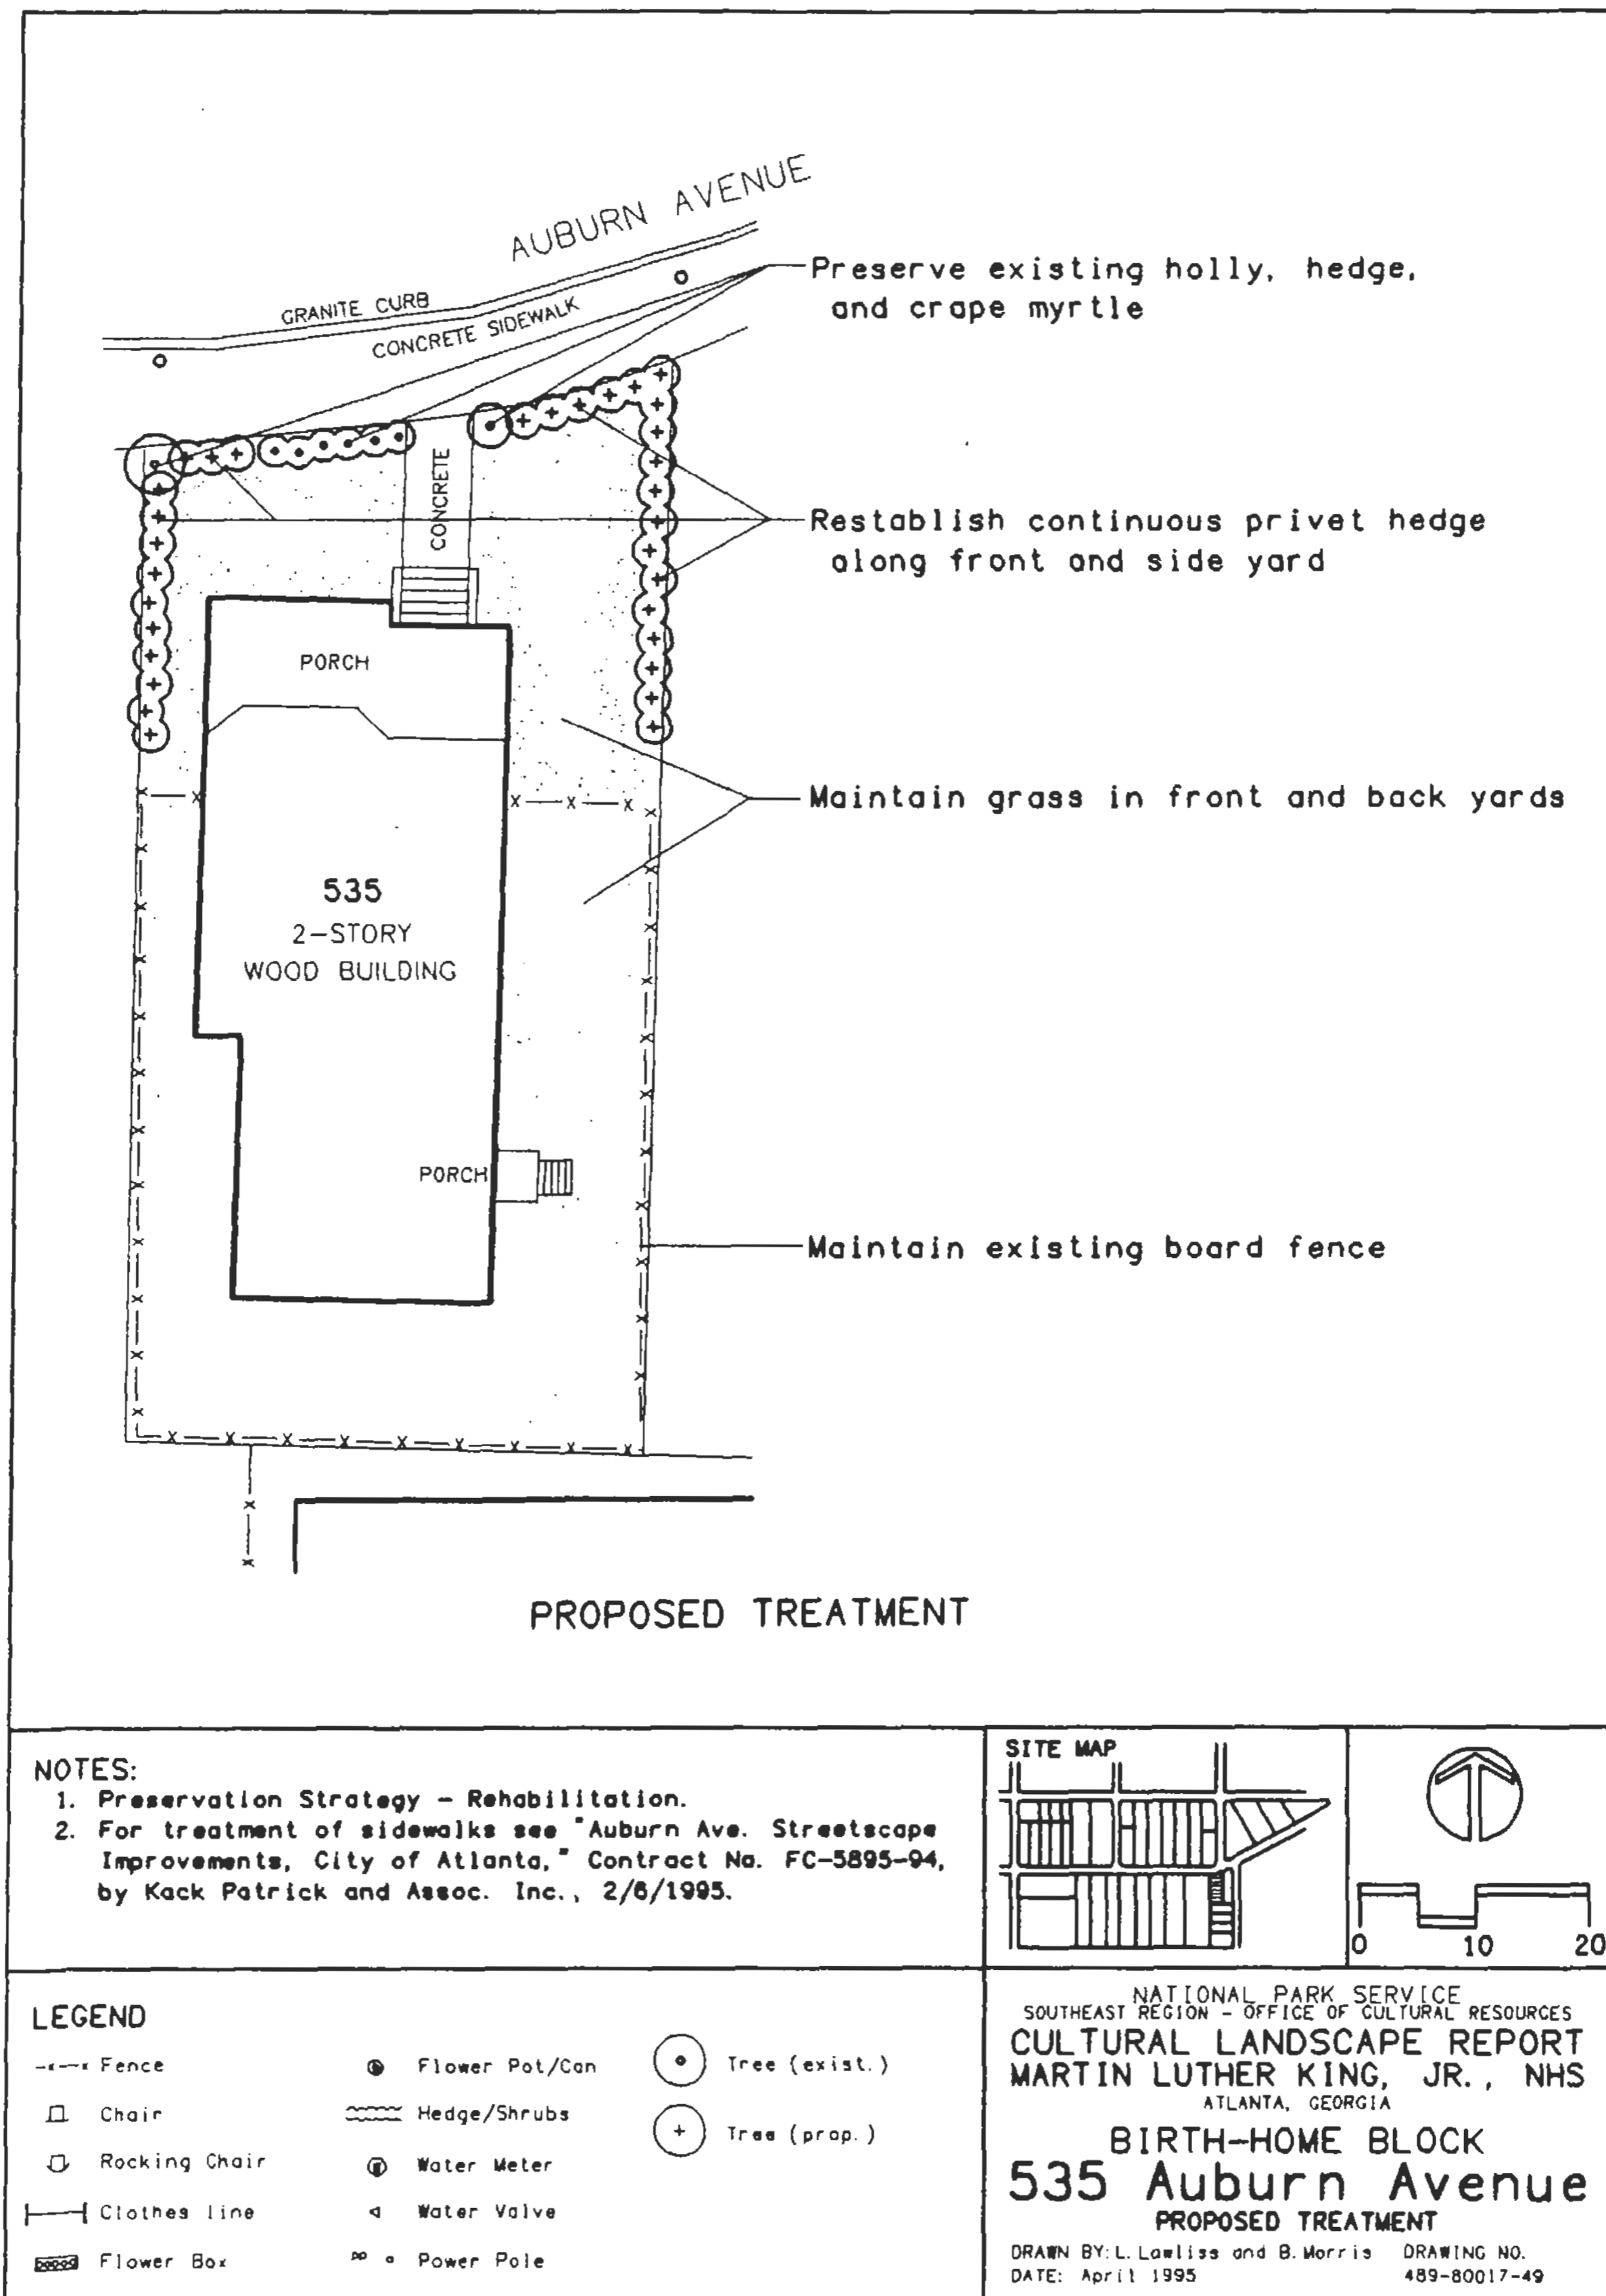 AUBURN AVENUE
GRANITE CURB
CONCRETE SIDEWALK
Preserve existing holly, hedge,
and crape myrtle
CONCRETE
Restablish continuous privet hedge
along front and side yard
PORCH
Maintain grass in front and back yards
535
2-STORY
WOOD BUILDING
PORCH
Maintain existing board fence
PROPOSED TREATMENT
NOTES:
1. Preservation Strategy - Rehabilitation.
2. For treatment of sidewalks see "Auburn Ave. Streetscape
Improvements, City of Atlanta," Contract No. FC-5895-94,
by Kack Patrick and Assoc. Inc., 2/6/1995.
SITE MAP
0 10 20
LEGEND
Fence
Chair
Rocking Chair
Clothes line
Flower Box
Flower Pot/Can
Hedge/Shrubs
Water Meter
Water Valve
Power Pole
Tree (exist.)
Tree (prop.)
NATIONAL PARK SERVICE
SOUTHEAST REGION - OFFICE OF CULTURAL RESOURCES
CULTURAL LANDSCAPE REPORT
MARTIN LUTHER KING, JR., NHS
ATLANTA, GEORGIA
BIRTH-HOME BLOCK
535 Auburn Avenue
PROPOSED TREATMENT
DRAWN BY: L. Lawliss and B. Morris DRAWING NO.
DATE: April 1995 489-80017-49